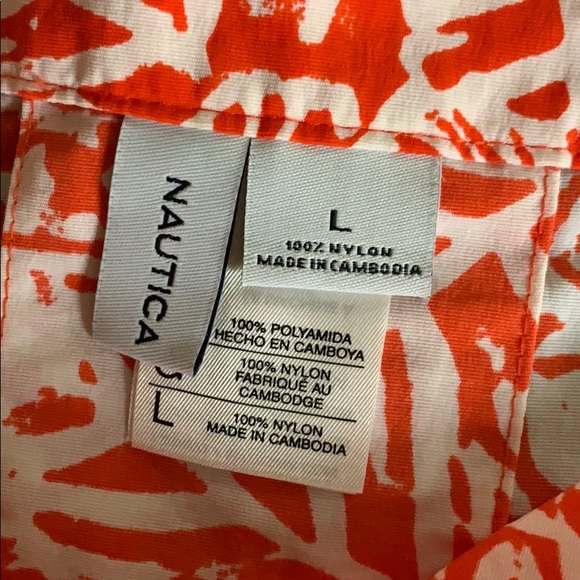 NAUTICA
L
100% NYLON
MADE IN CAMBODIA
100% POLYAMIDA
HECHO EN CAMBOYA
100% NYLON
FABRIQUÉ AU
CAMBODGE
100% NYLON
MADE IN CAMBODIA
L